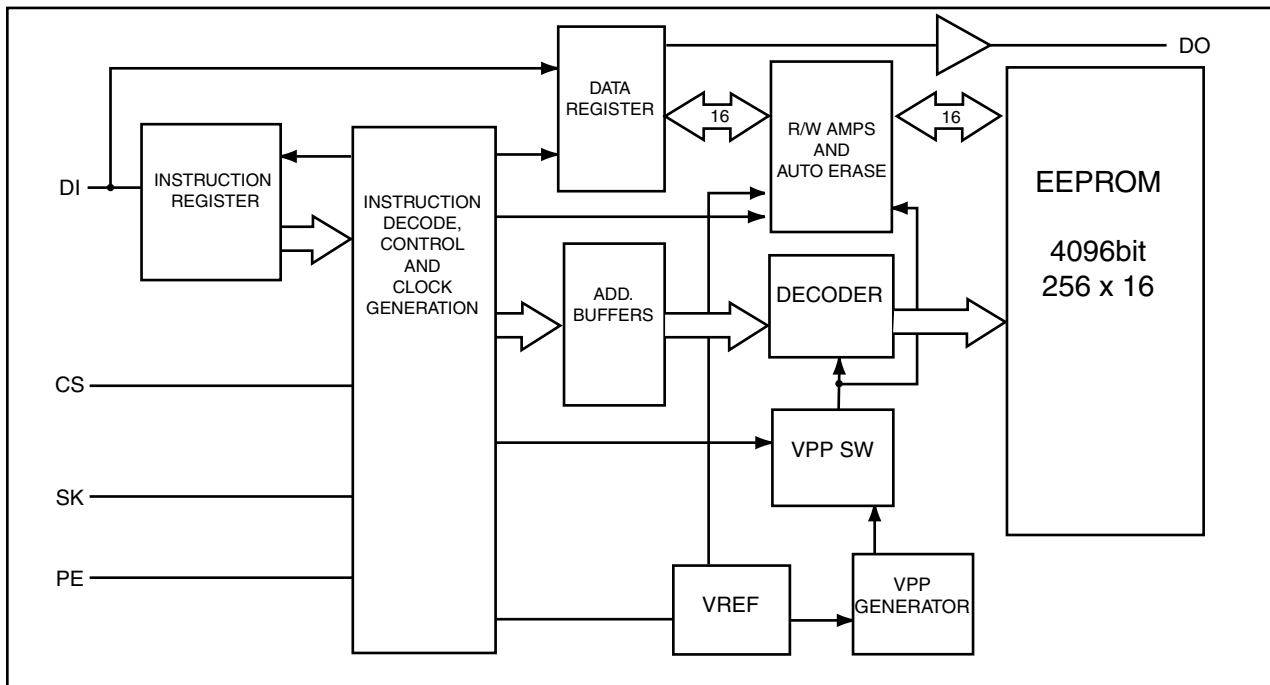 DO
DATA
REGISTER
16
R/W AMPS
AND
AUTO ERASE
16
EEPROM
4096bit
256 x 16
DI
INSTRUCTION
REGISTER
INSTRUCTION
DECODE,
CONTROL
AND
CLOCK
GENERATION
ADD.
BUFFERS
DECODER
CS
VPP SW
SK
PE
VREF
VPP
GENERATOR